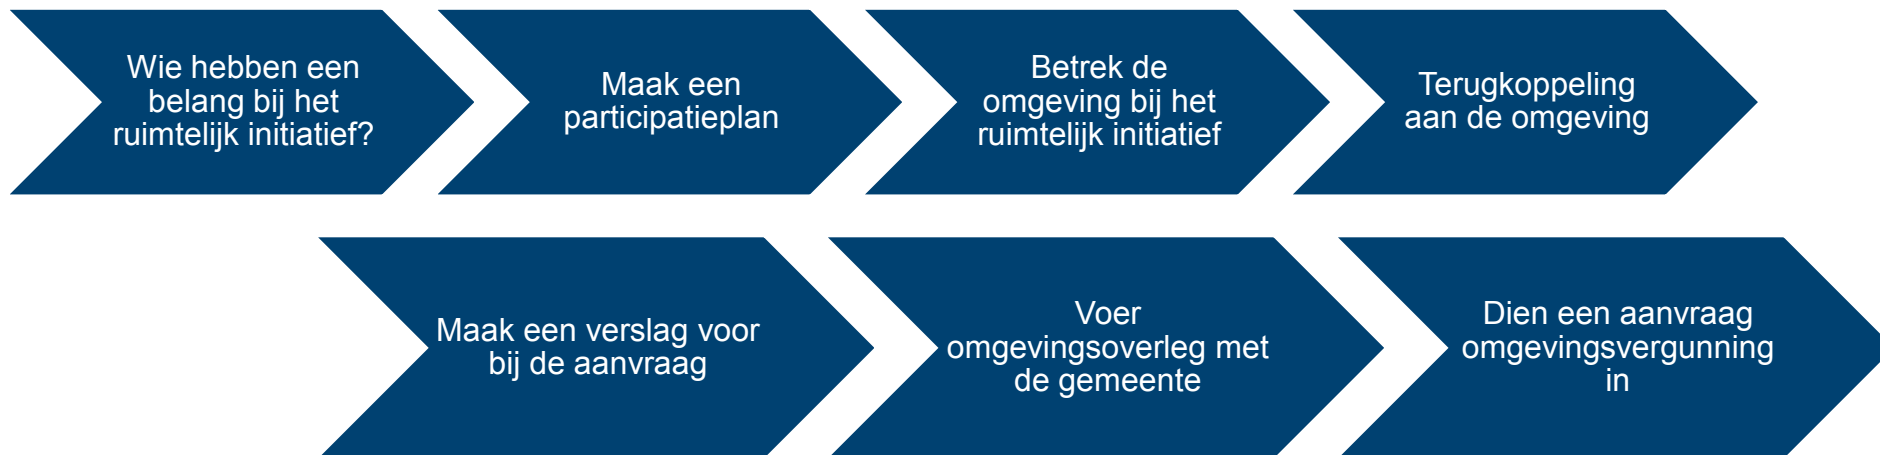 Wie hebben een
belang bij het
ruimtelijk initiatief?
Maak een
participatieplan
Betrek de
omgeving bij het
ruimtelijk initiatief
Terugkoppeling
aan de omgeving
Maak een verslag voor
bij de aanvraag
Voer
omgevingsoverleg met
de gemeente
Dien een aanvraag
omgevingsvergunning
in